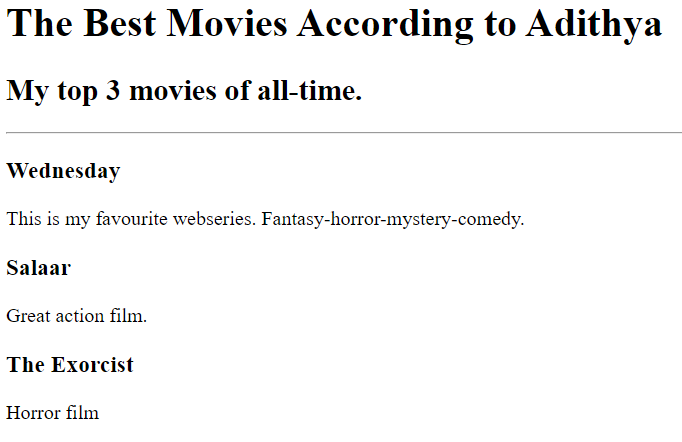 The Best Movies According to Adithya
My top 3 movies of all-time.
Wednesday
This is my favourite webseries. Fantasy-horror-mystery-comedy.
Salaar
Great action film.
The Exorcist
Horror film